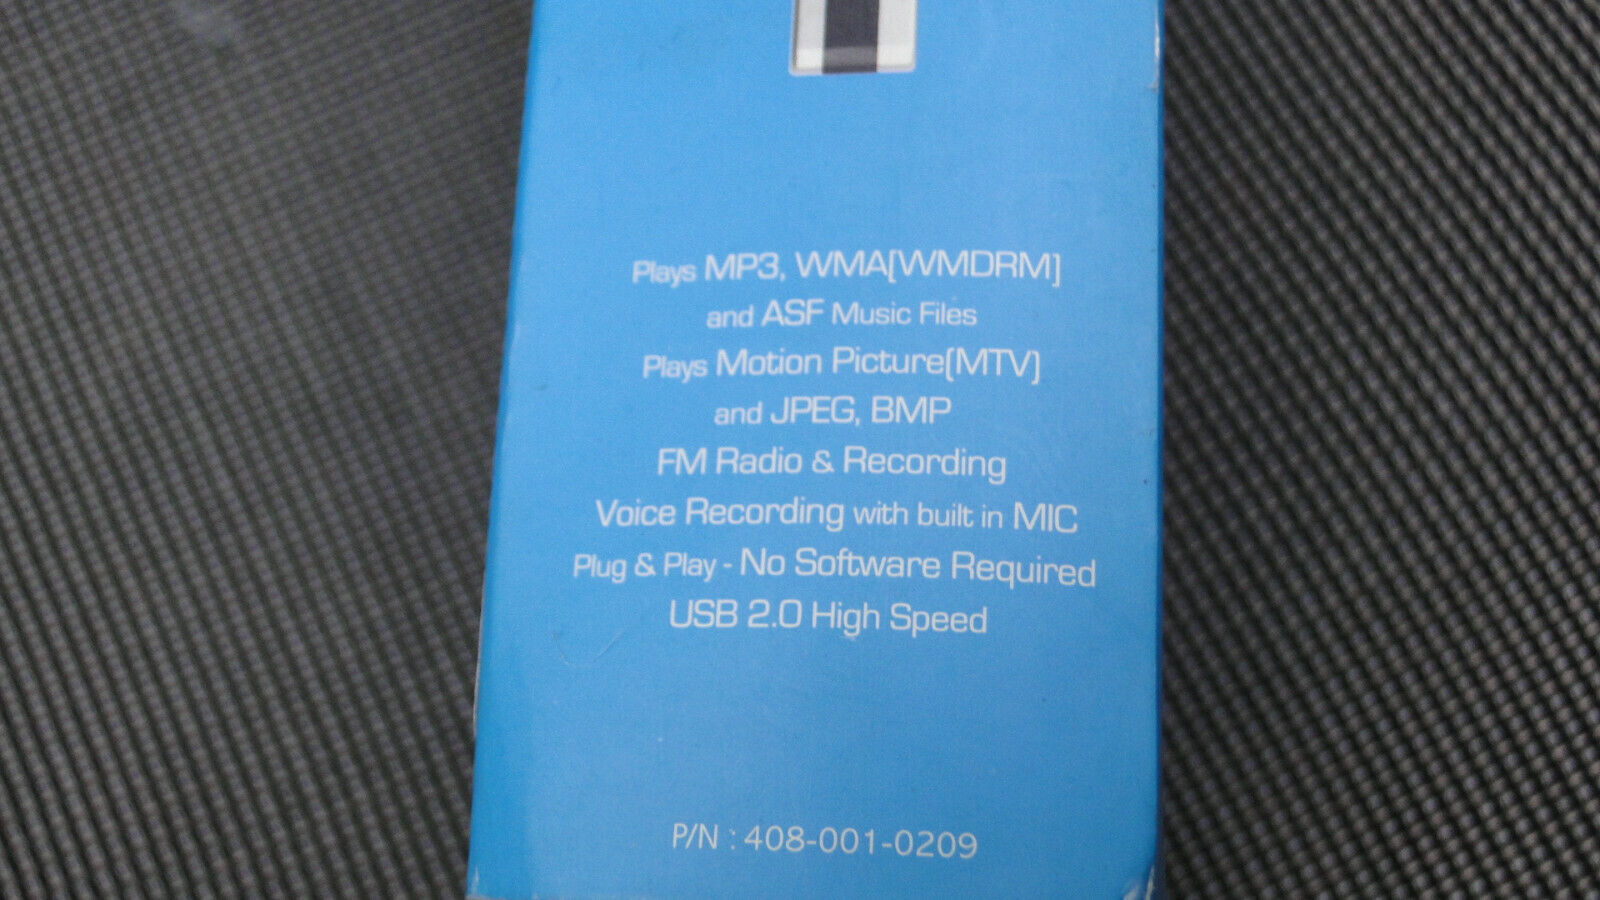 Plays MP3, WMA[WMDRM]
and ASF Music Files
Plays Motion Picture[MTV]
and JPEG, BMP
FM Radio & Recording
Voice Recording with built in MIC
Plug & Play - No Software Required
USB 2.0 High Speed
P/N : 408-001-0209